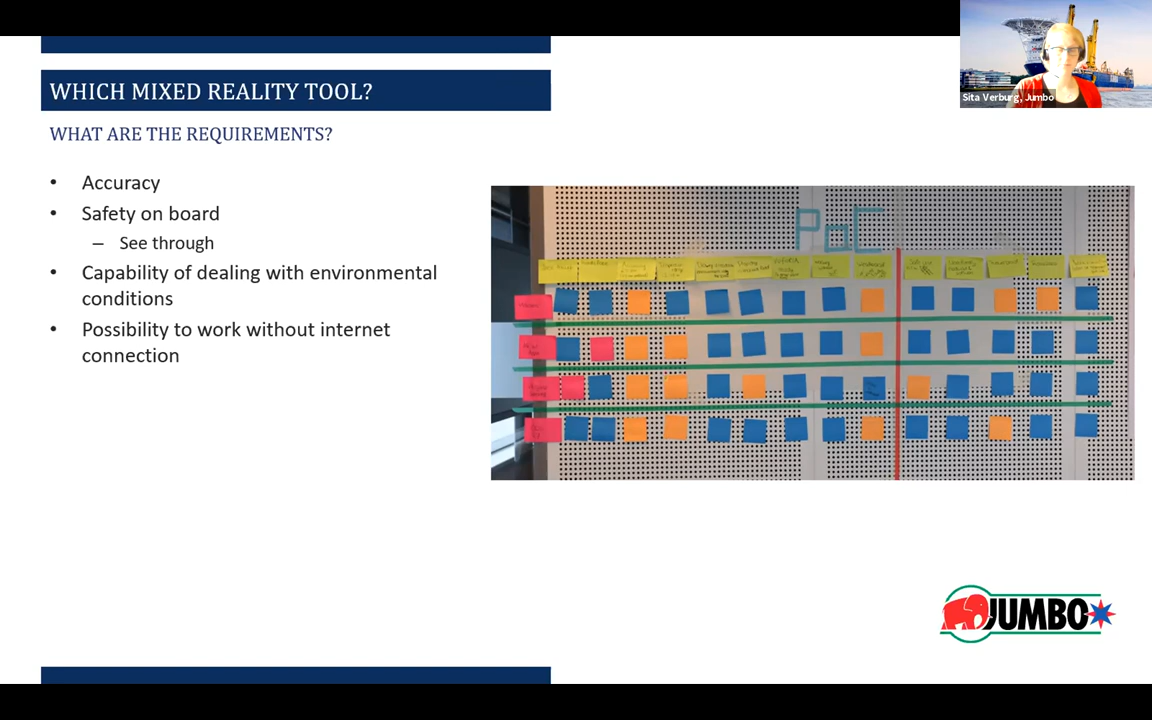 WHICH MIXED REALITY TOOL?
WHAT ARE THE REQUIREMENTS?
• Accuracy
• Safety on board
– See through
• Capability of dealing with environmental
conditions
• Possibility to work without internet
connection
Sita Verburg, Jumbo
PoC
JUMBO